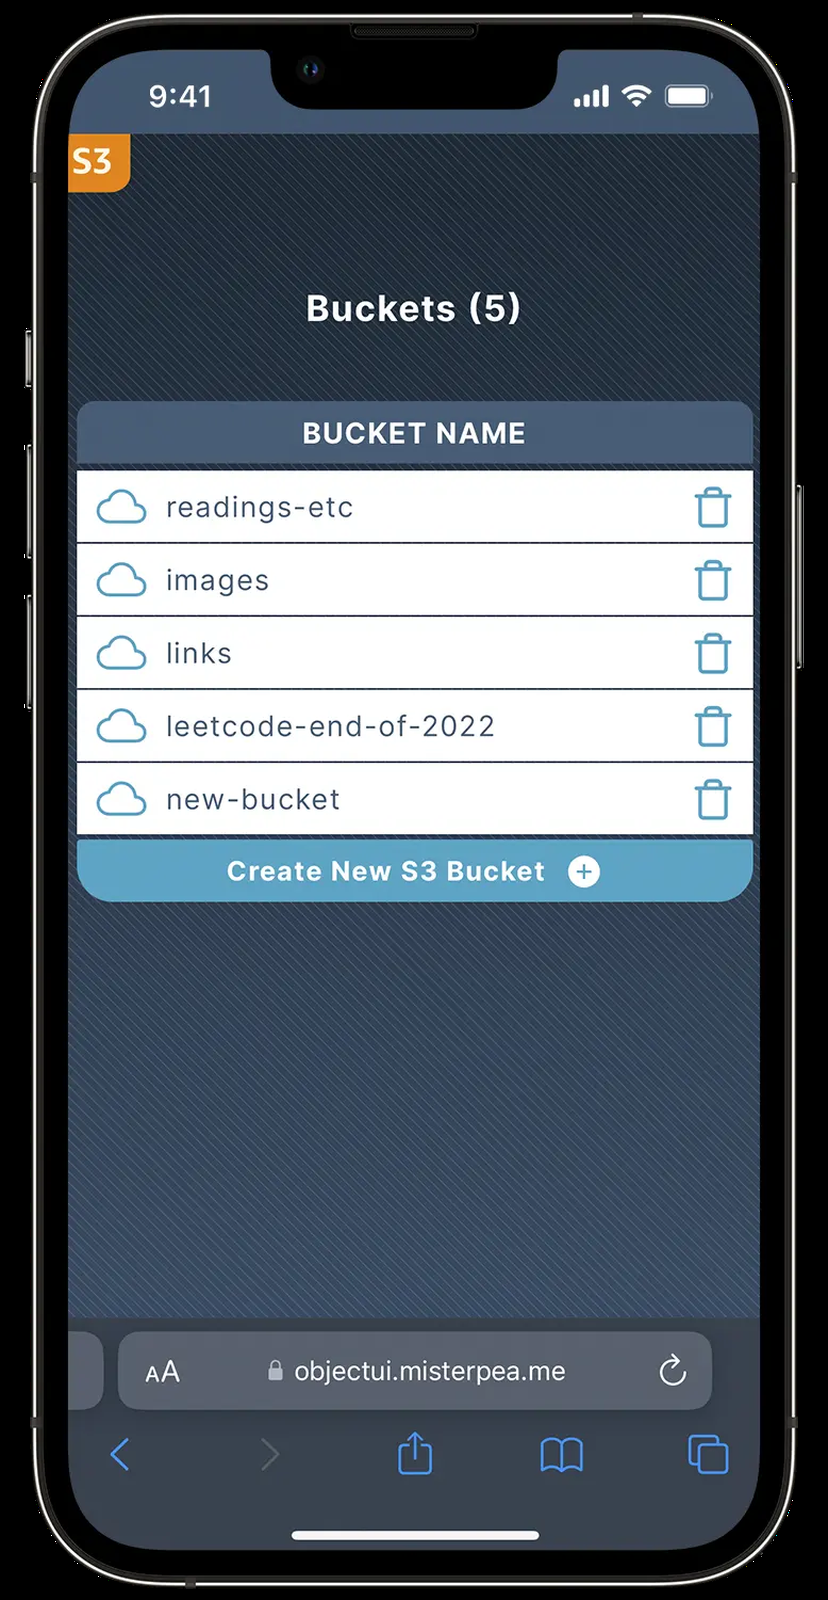 9:41
S3
Buckets (5)
BUCKET NAME
readings-etc
images
links
leetcode-end-of-2022
new-bucket
Create New S3 Bucket
AA
objectui.misterpea.me